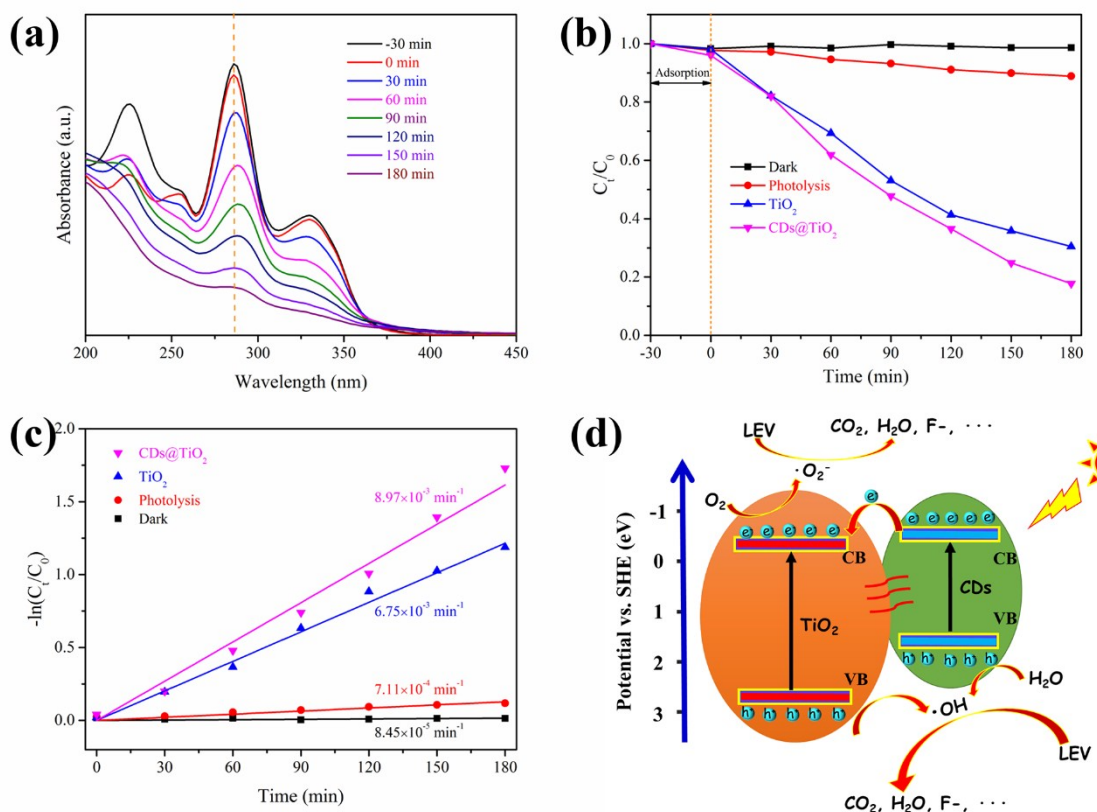 (a)
-30 min
0 min
30 min
60 min
90 min
120 min
150 min
180 min
Absorbance (a.u.)
200 250 300 350 400 450
Wavelength (nm)
(b)
1.0
0.8
0.6
0.4
0.2
0.0
Adsorption
Dark
Photolysis
TiO₂
CDs@TiO₂
Cₜ/C₀
-30 0 30 60 90 120 150 180
Time (min)
(c)
2.0
1.5
1.0
0.5
0.0
CDs@TiO₂
TiO₂
Photolysis
Dark
8.97×10⁻³ min⁻¹
6.75×10⁻³ min⁻¹
7.11×10⁻⁴ min⁻¹
8.45×10⁻⁵ min⁻¹
-ln(Cₜ/C₀)
0 30 60 90 120 150 180
Time (min)
(d)
CO₂, H₂O, F-, ···
LEV
·O₂⁻
O₂
e⁻
e⁻ e⁻ e⁻ e⁻ e⁻
e⁻ e⁻ e⁻ e⁻ e⁻
CB
CB
CDs
TiO₂
VB
h⁺ h⁺ h⁺ h⁺ h⁺
VB
h⁺ h⁺ h⁺ h⁺ h⁺
H₂O
·OH
LEV
CO₂, H₂O, F-, ···
Potential vs. SHE (eV)
-1
0
1
2
3